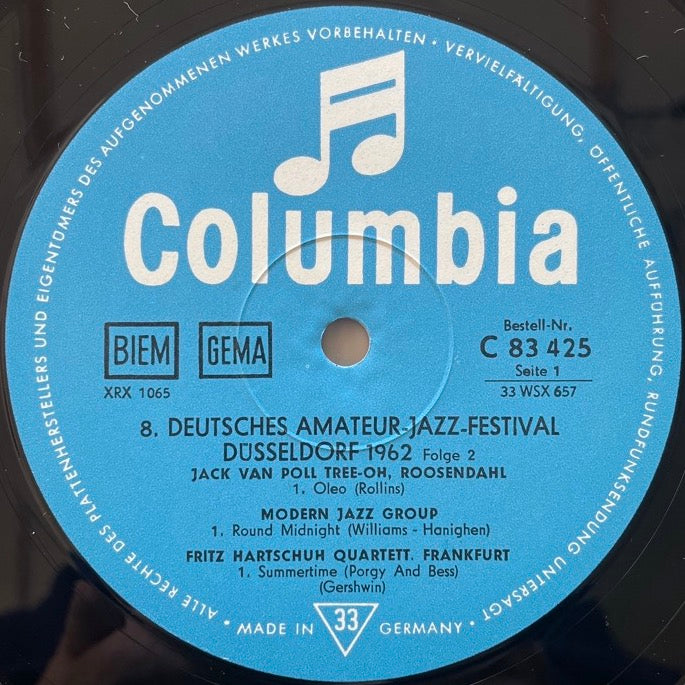 ALLE RECHTE DES PLATTENHERSTELLERS UND EIGENTÜMERS DES AUFGENOMMENEN WERKES VORBEHALTEN · VERVIELFÄLTIGUNG, ÖFFENTLICHE AUFFÜHRUNG, RUNDFUNKSENDUNG UNTERSAGT ·
Columbia
BIEM GEMA
XRX 1065
Bestell-Nr.
C 83 425
Seite 1
33 WSX 657
8. DEUTSCHES AMATEUR-JAZZ-FESTIVAL
DÜSSELDORF 1962 Folge 2
JACK VAN POLL TREE-OH, ROOSENDAHL
1. Oleo (Rollins)
MODERN JAZZ GROUP
1. Round Midnight (Williams - Hanighen)
FRITZ HARTSCHUH QUARTETT. FRANKFURT
1. Summertime (Porgy And Bess)
(Gershwin)
MADE IN 33 GERMANY